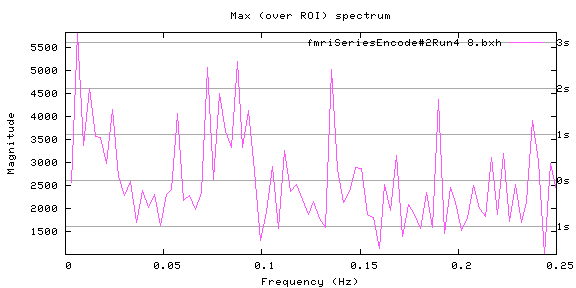 Max (over ROI) spectrum
fmriSeriesEncode#2Run4 8.bxh
Magnitude
5500
5000
4500
4000
3500
3000
2500
2000
1500
3s
2s
1s
0s
1s
0
0.05
0.1
0.15
0.2
0.25
Frequency (Hz)